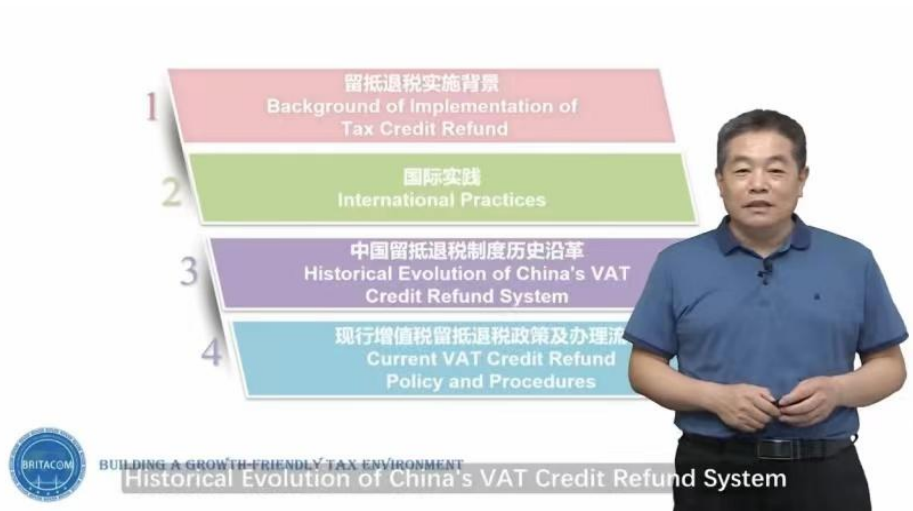 1
留抵退税实施背景
Background of Implementation of
Tax Credit Refund
2
国际实践
International Practices
3
中国留抵退税制度历史沿革
Historical Evolution of China's VAT
Credit Refund System
4
现行增值税留抵退税政策及办理流
Current VAT Credit Refund
Policy and Procedures
BRITACOM
BUILDING A GROWTH-FRIENDLY TAX ENVIRONMENT
Historical Evolution of China's VAT Credit Refund System